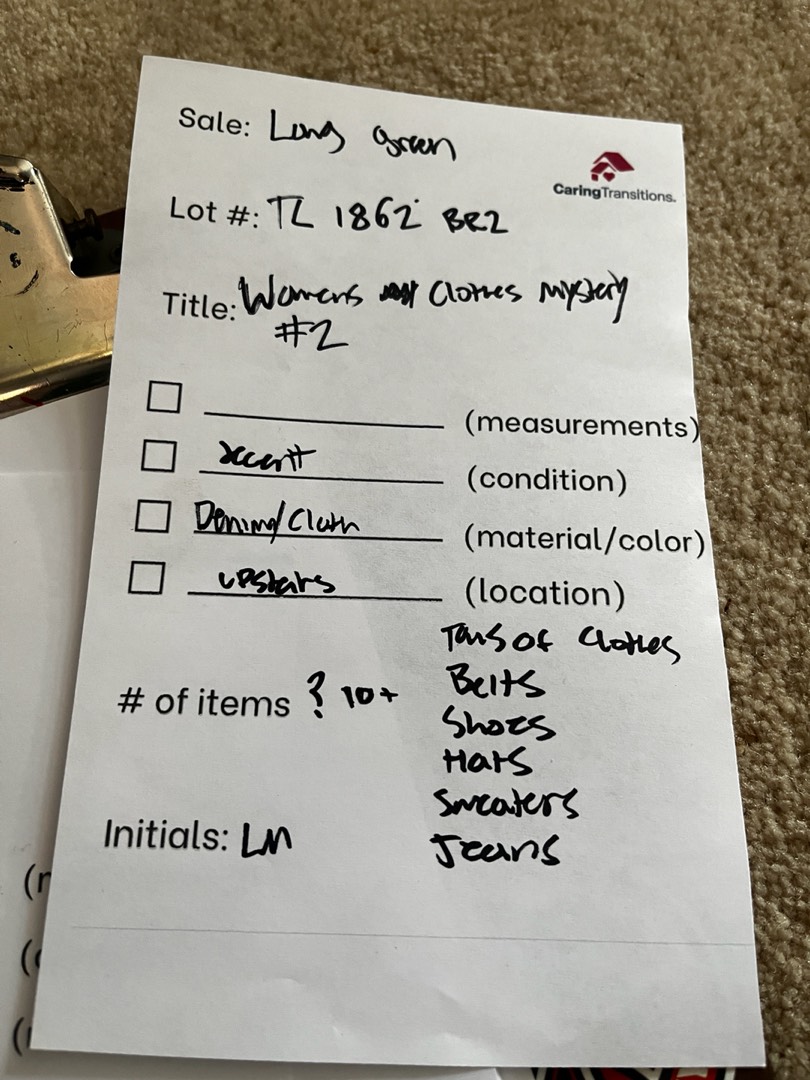 Sale: Long green
CaringTransitions.
Lot #: TL 1862 BR2
Title: Womens Clothes mystery
#2
(measurements)
(condition)
Denim/Cloth (material/color)
upstairs (location)
Tons of Clothes
Belts
# of items ? 10+
Shoes
Hats
Sweaters
Initials: LM
Jeans